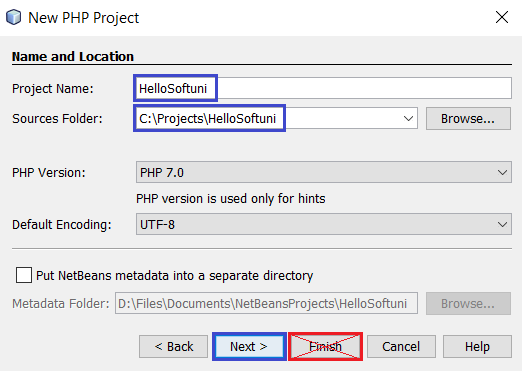 New PHP Project
Name and Location
Project Name: HelloSoftuni
Sources Folder: C:\Projects\HelloSoftuni Browse...
PHP Version: PHP 7.0
PHP version is used only for hints
Default Encoding: UTF-8
Put NetBeans metadata into a separate directory
Metadata Folder: D:\Files\Documents\NetBeansProjects\HelloSoftuni Browse...
< Back Next > Finish Cancel Help